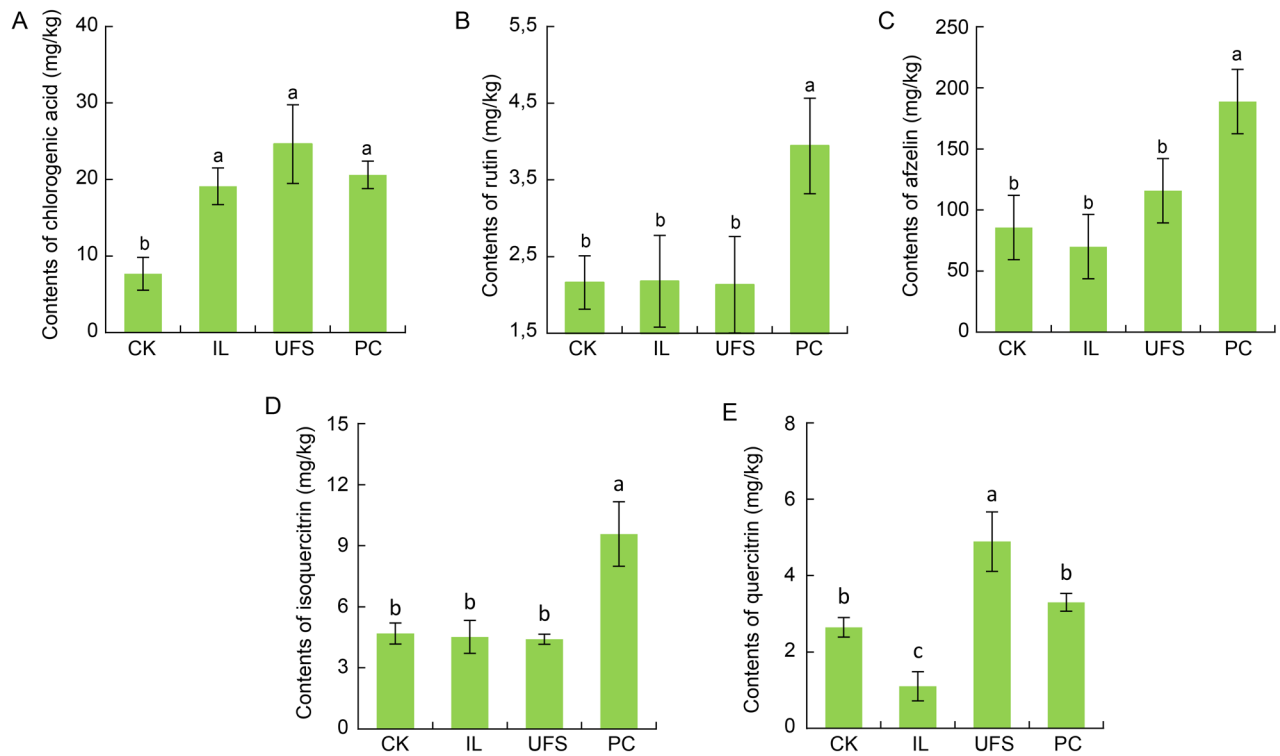 A
Contents of chlorogenic acid (mg/kg)
40
30
20
10
0
b
a
a
a
CK IL UFS PC
B
Contents of rutin (mg/kg)
5,5
4,5
3,5
2,5
1,5
b
b
b
a
CK IL UFS PC
C
Contents of afzelin (mg/kg)
250
200
150
100
50
0
b
b
b
a
CK IL UFS PC
D
Contents of isoquercitrin (mg/kg)
15
12
9
6
3
0
b
b
b
a
CK IL UFS PC
E
Contents of quercitrin (mg/kg)
8
6
4
2
0
b
c
a
b
CK IL UFS PC